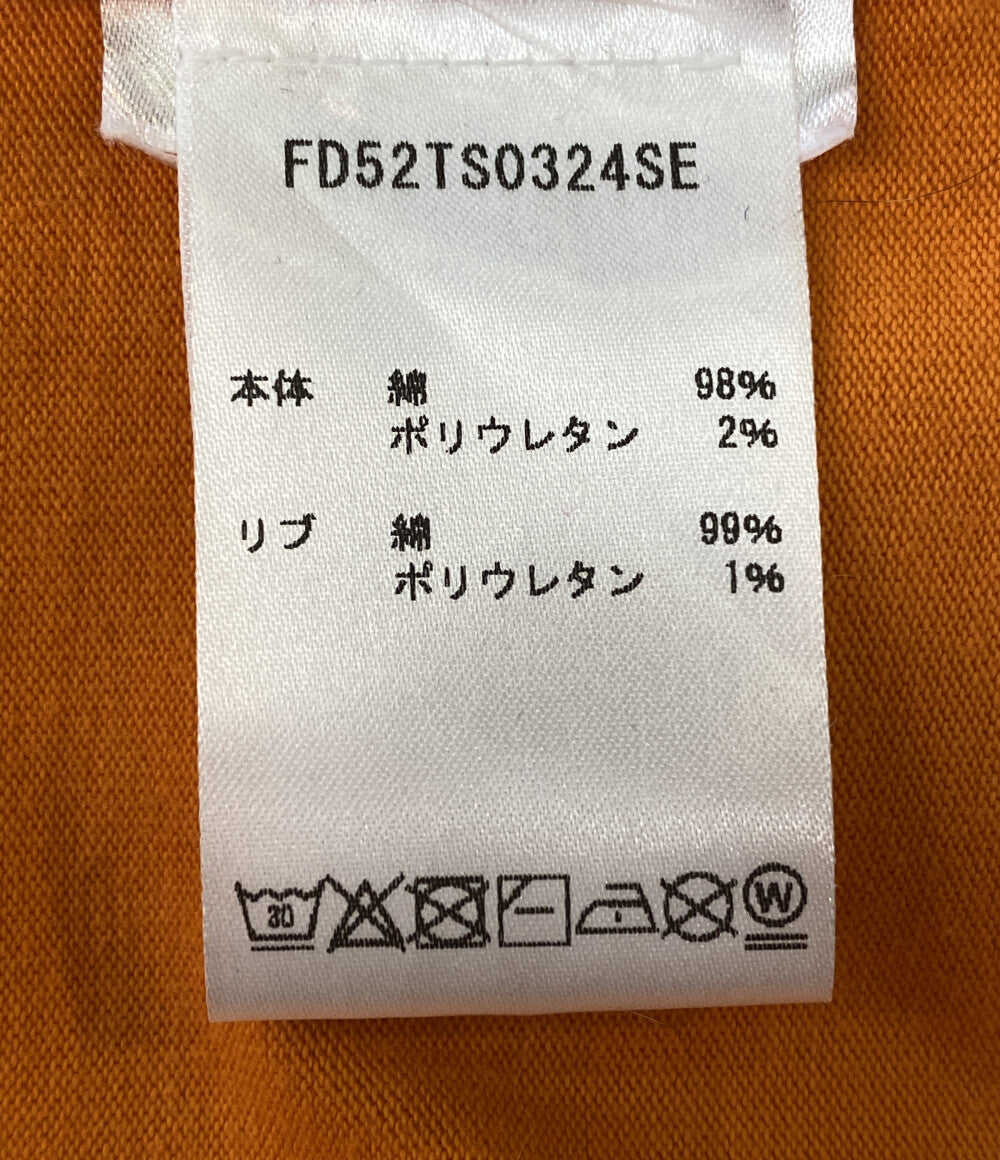 FD52TS0324SE
本体 綿 98%
ポリウレタン 2%
リブ 綿 99%
ポリウレタン 1%
30 W